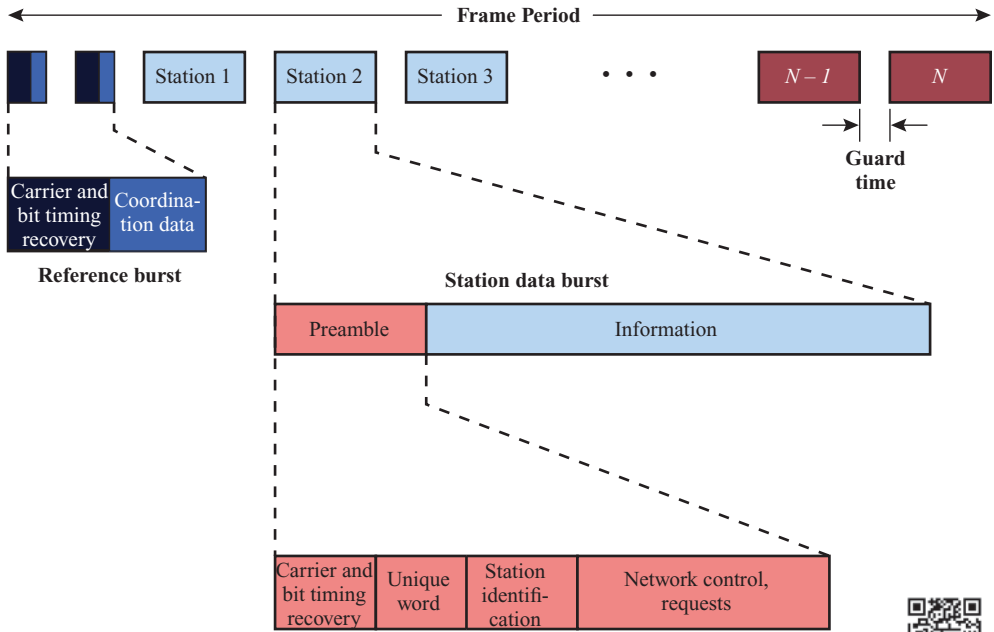 Frame Period
Station 1
Station 2
Station 3
• • •
N – 1
N
Guard
time
Carrier and
bit timing
recovery
Coordina-
tion data
Reference burst
Station data burst
Preamble
Information
Carrier and
bit timing
recovery
Unique
word
Station
identifi-
cation
Network control,
requests